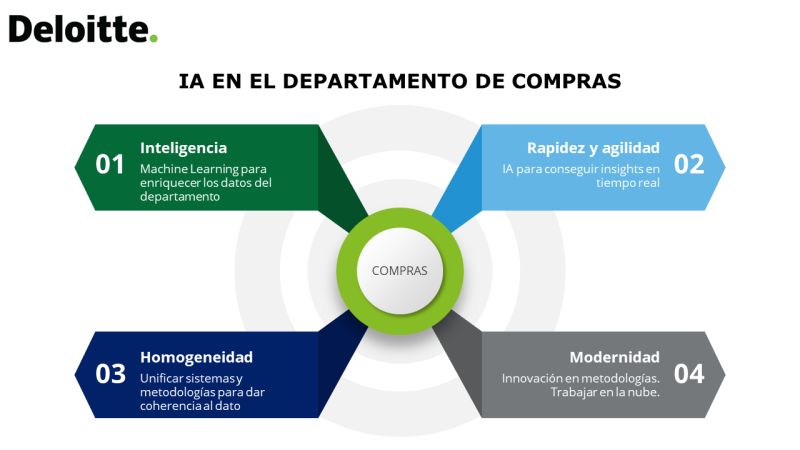 Deloitte.
IA EN EL DEPARTAMENTO DE COMPRAS
01
Inteligencia
Machine Learning para
enriquecer los datos del
departamento
Rapidez y agilidad
IA para conseguir insights en
tiempo real
02
COMPRAS
03
Homogeneidad
Unificar sistemas y
metodologías para dar
coherencia al dato
Modernidad
Innovación en metodologías.
Trabajar en la nube.
04